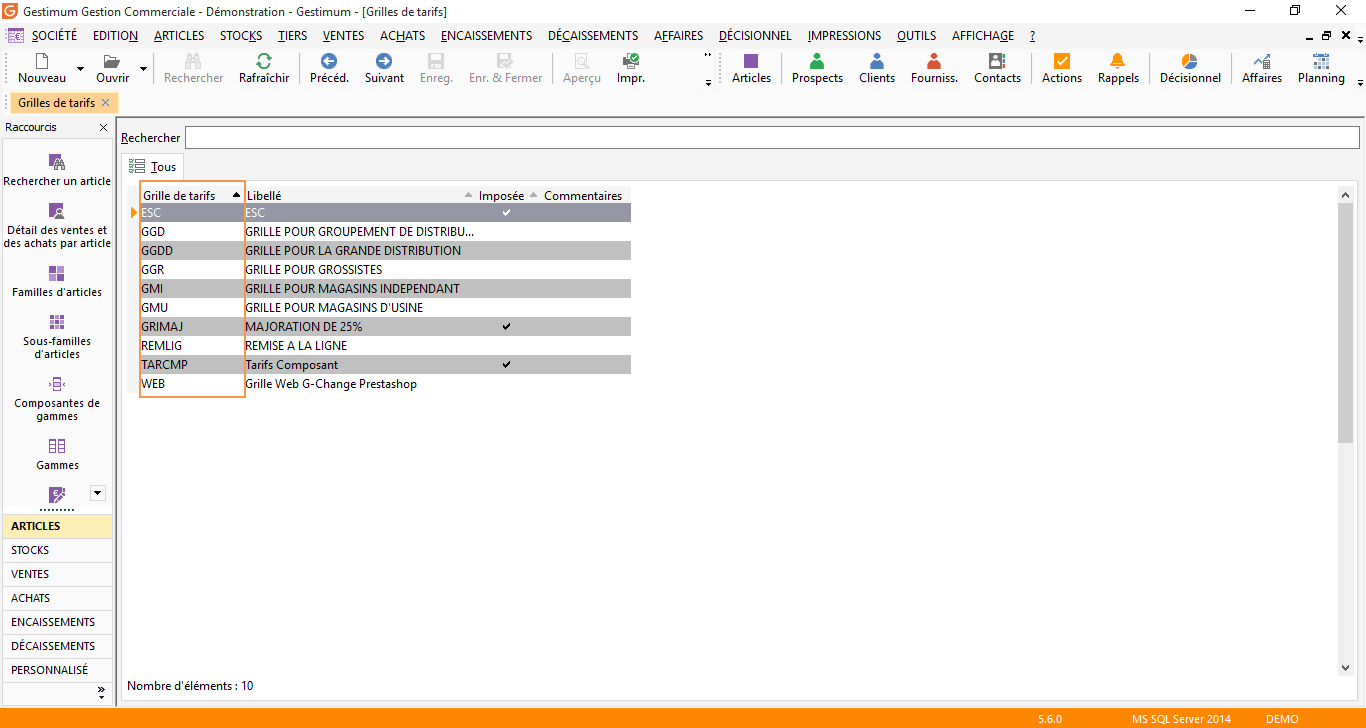 Gestimum Gestion Commerciale - Démonstration - Gestimum - [Grilles de tarifs]
SOCIÉTÉ EDITION ARTICLES STOCKS TIERS VENTES ACHATS ENCAISSEMENTS DÉCAISSEMENTS AFFAIRES DÉCISIONNEL IMPRESSIONS OUTILS AFFICHAGE ?
Nouveau Ouvrir Rechercher Rafraîchir Précéd. Suivant Enreg. Enr. & Fermer Aperçu Impr. Articles Prospects Clients Fourniss. Contacts Actions Rappels Décisionnel Affaires Planning
Grilles de tarifs
Raccourcis
Rechercher un article
Détail des ventes et
des achats par article
Familles d'articles
Sous-familles
d'articles
Composantes de
gammes
Gammes
ARTICLES
STOCKS
VENTES
ACHATS
ENCAISSEMENTS
DÉCAISSEMENTS
PERSONNALISÉ
Rechercher
Tous
Grille de tarifs Libellé Imposée Commentaires
ESC ESC
GGD GRILLE POUR GROUPEMENT DE DISTRIBU...
GGDD GRILLE POUR LA GRANDE DISTRIBUTION
GGR GRILLE POUR GROSSISTES
GMI GRILLE POUR MAGASINS INDEPENDANT
GMU GRILLE POUR MAGASINS D'USINE
GRIMAJ MAJORATION DE 25%
REMLIG REMISE A LA LIGNE
TARCMP Tarifs Composant
WEB Grille Web G-Change Prestashop
Nombre d'éléments : 10
5.6.0 MS SQL Server 2014 DEMO